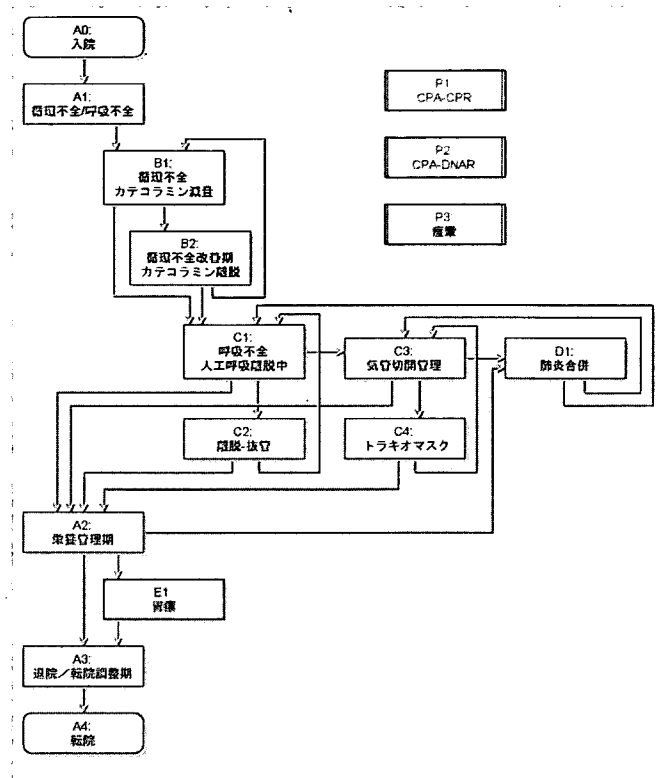 A0:
入院
A1:
循環不全/呼吸不全
P1
CPA-CPR
B1:
循環不全
カテコラミン減量
P2
CPA-DNAR
P3
B2:
循環不全改善期
カテコラミン離脱
C1:
呼吸不全
人工呼吸離脱中
C3:
気管切開管理
D1:
肺炎合併
C2:
離脱-抜管
C4:
トラキオマスク
A2:
栄養管理期
E1
胃瘻
A3:
退院／転院調整期
A4:
転院